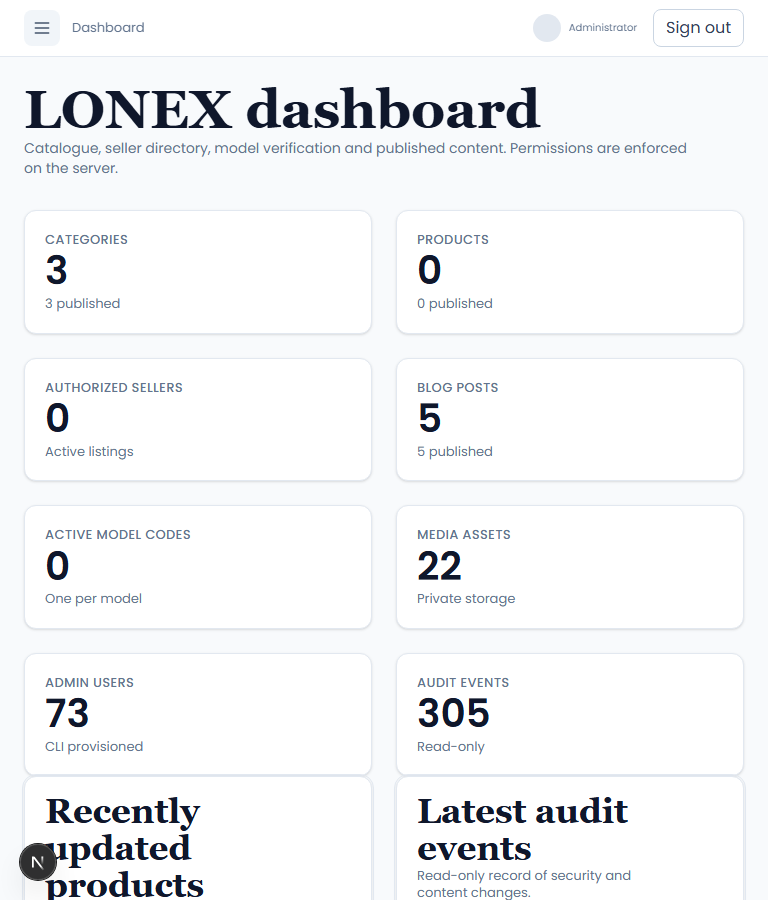 Dashboard
Administrator
Sign out
LONEX dashboard
Catalogue, seller directory, model verification and published content. Permissions are enforced
on the server.
CATEGORIES
3
3 published
PRODUCTS
0
0 published
AUTHORIZED SELLERS
0
Active listings
BLOG POSTS
5
5 published
ACTIVE MODEL CODES
0
One per model
MEDIA ASSETS
22
Private storage
ADMIN USERS
73
CLI provisioned
AUDIT EVENTS
305
Read-only
Recently
updated
products
Latest audit
events
Read-only record of security and
content changes.
N